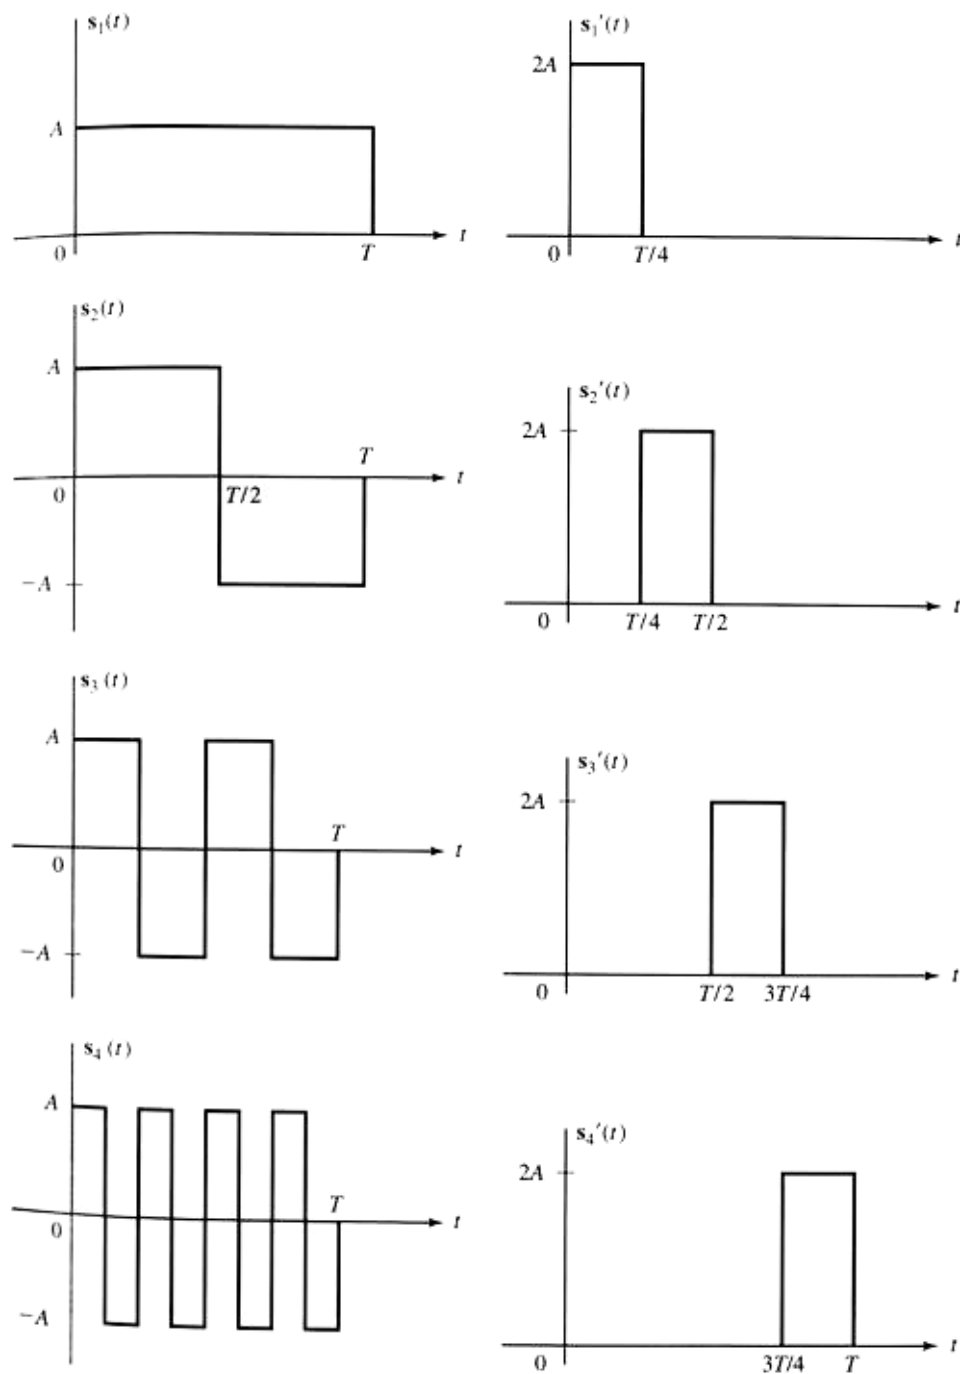 s₁(t)
A
0
T
t
s₁′(t)
2A
0
T/4
t
s₂(t)
A
T
t
0
T/2
−A
s₂′(t)
2A
0
T/4
T/2
t
s₃(t)
A
T
t
0
−A
s₃′(t)
2A
0
T/2
3T/4
t
s₄(t)
A
T
t
0
−A
s₄′(t)
2A
0
3T/4
T
t